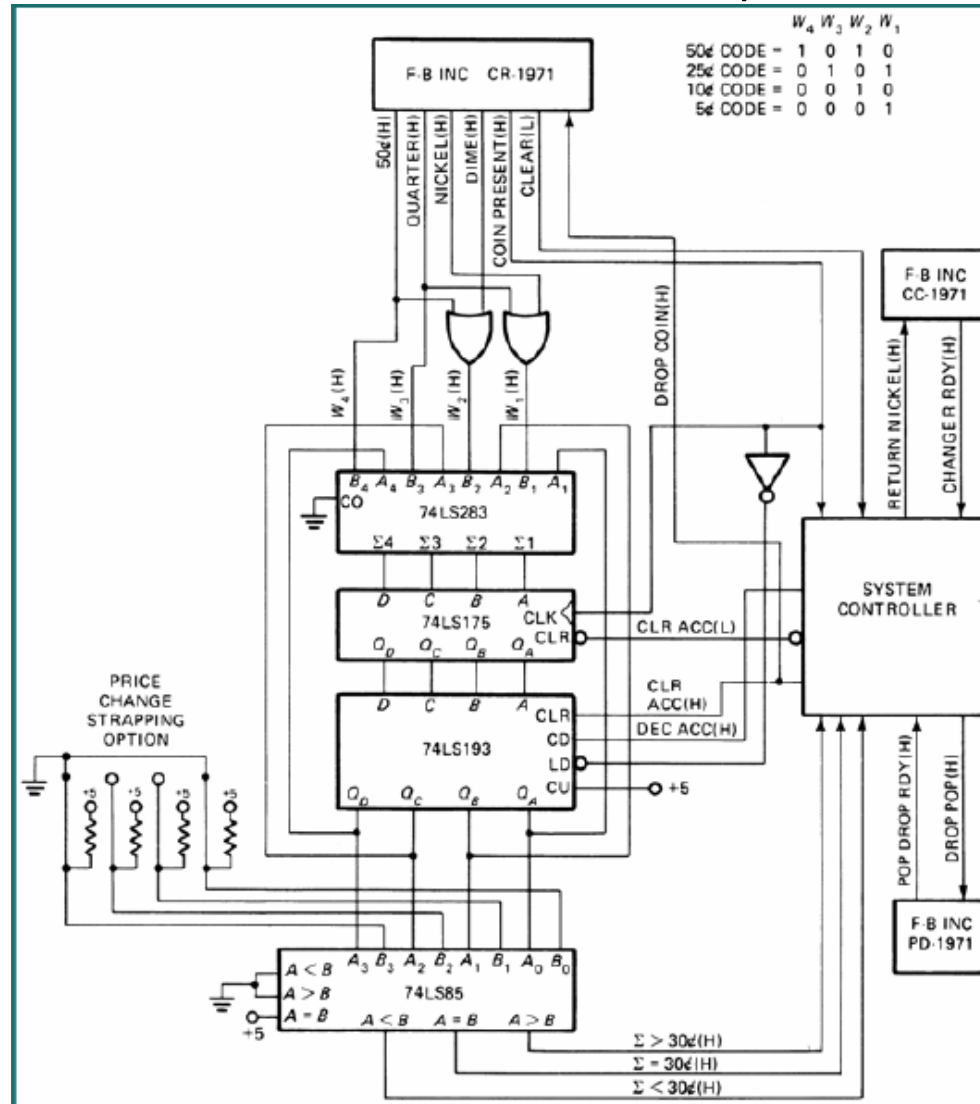 W4 W3 W2 W1
50¢ CODE = 1 0 1 0
25¢ CODE = 0 1 0 1
10¢ CODE = 0 0 1 0
5¢ CODE = 0 0 0 1
F-B INC CR-1971
50¢(H)
QUARTER(H)
NICKEL(H)
DIME(H)
COIN PRESENT(H)
CLEAR(L)
F-B INC
CC-1971
DROP COIN(H)
RETURN NICKEL(H)
CHANGER RDY(H)
W4(H)
W3(H)
W2(H)
W1(H)
B4 A4 B3 A3 B2 A2 B1 A1
CO
74LS283
Σ4 Σ3 Σ2 Σ1
D C B A
CLK
74LS175
CLR
QD QC QB QA
CLR ACC(L)
SYSTEM
CONTROLLER
PRICE
CHANGE
STRAPPING
OPTION
D C B A
CLR
CLR
ACC(H)
74LS193
CD
DEC ACC(H)
LD
CU
+5
QD QC QB QA
+5 +5 +5 +5
POP DROP RDY(H)
DROP POP(H)
F-B INC
PD-1971
A3 B3 A2 B2 A1 B1 A0 B0
A < B
A > B
A = B
+5
74LS85
A < B A = B A > B
Σ > 30¢(H)
Σ = 30¢(H)
Σ < 30¢(H)